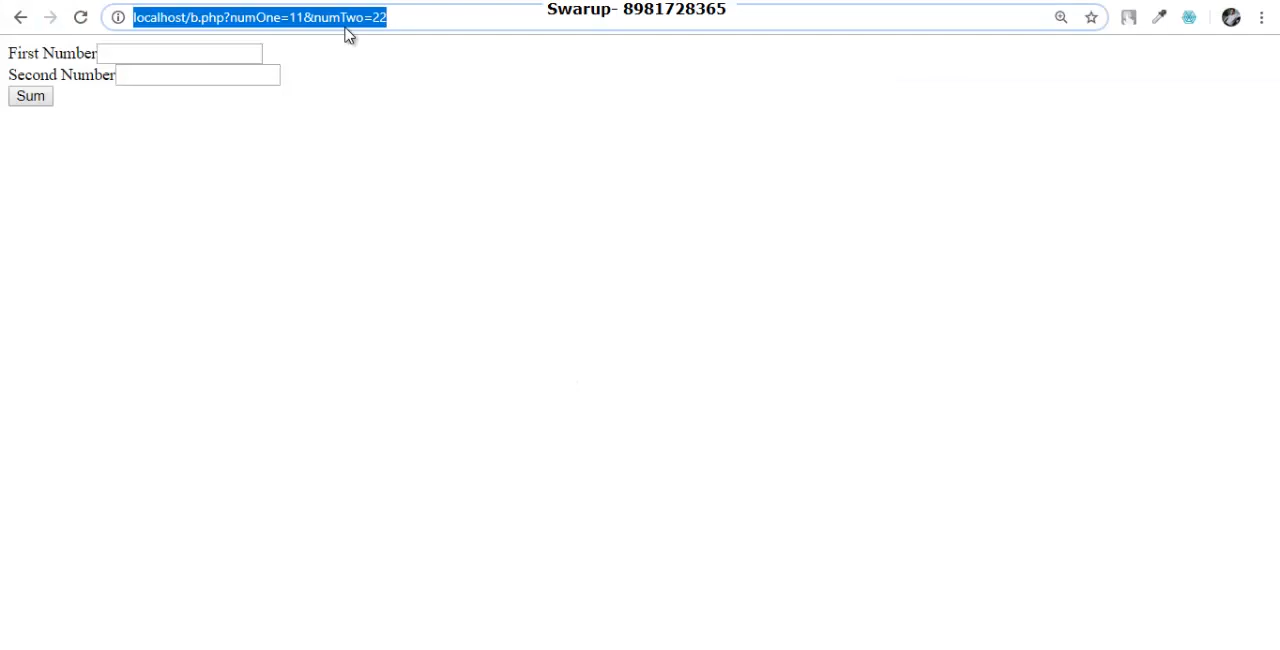 Swarup- 8981728365
localhost/b.php?numOne=11&numTwo=22
First Number
Second Number
Sum